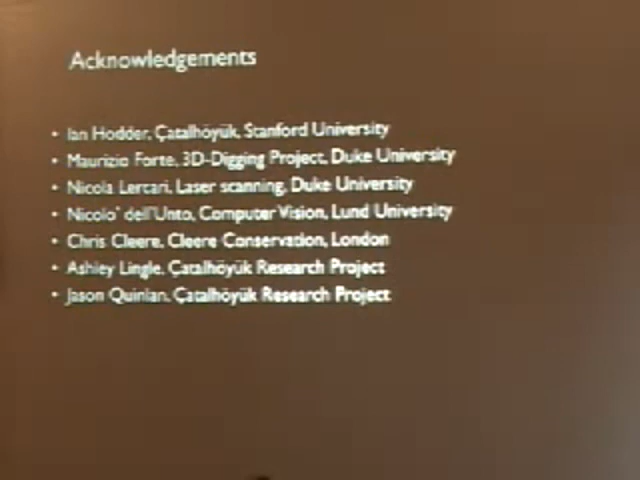 Acknowledgements
• Ian Hodder, Çatalhöyük, Stanford University
• Maurizio Forte, 3D-Digging Project, Duke University
• Nicola Lercari, Laser scanning, Duke University
• Nicolo' dell'Unto, Computer Vision, Lund University
• Chris Cleere, Cleere Conservation, London
• Ashley Lingle, Çatalhöyük Research Project
• Jason Quinlan, Çatalhöyük Research Project